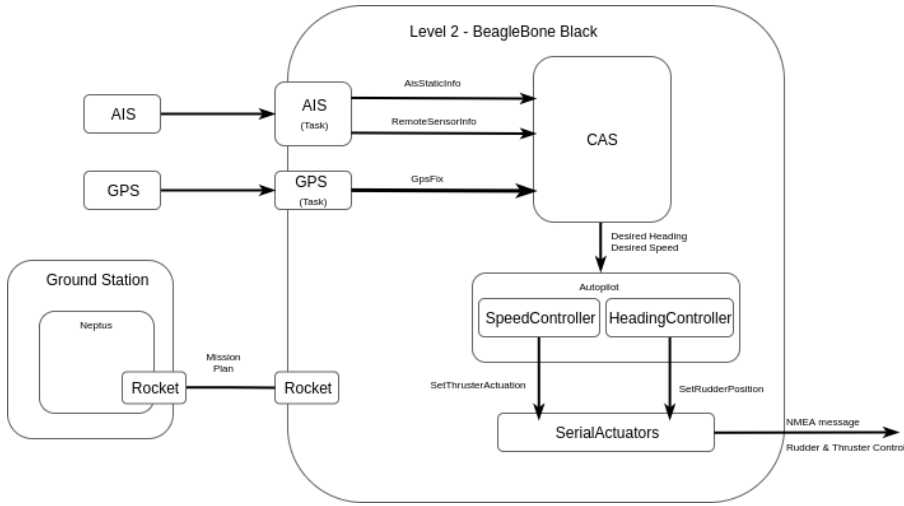 Level 2 - BeagleBone Black
AIS
AIS
(Task)
AisStaticInfo
RemoteSensorInfo
CAS
GPS
GPS
(Task)
GpsFix
Desired Heading
Desired Speed
Ground Station
Neptus
Rocket
Mission
Plan
Rocket
Autopilot
SpeedController
HeadingController
SetThrusterActuation
SetRudderPosition
SerialActuators
NMEA message
Rudder & Thruster Control